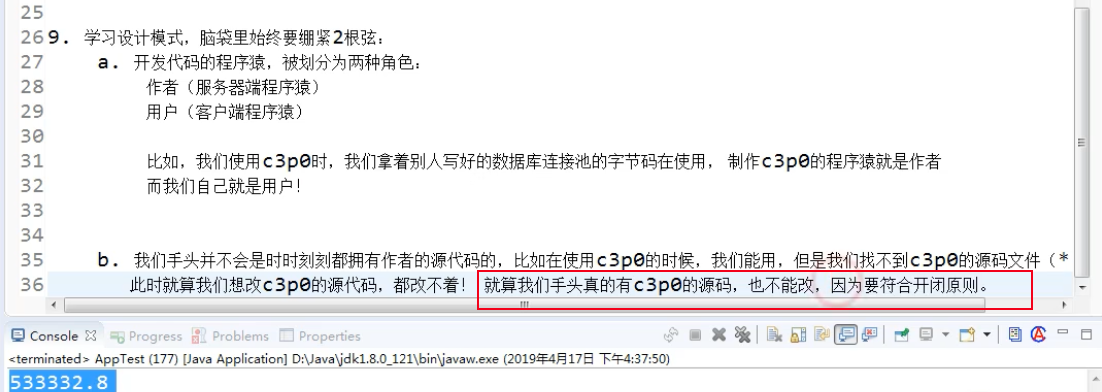 25
26 9. 学习设计模式，脑袋里始终要绷紧2根弦：
27 a. 开发代码的程序猿，被划分为两种角色：
28 作者（服务器端程序猿）
29 用户（客户端程序猿）
30
31 比如，我们使用c3p0时，我们拿着别人写好的数据库连接池的字节码在使用， 制作c3p0的程序猿就是作者
32 而我们自己就是用户！
33
34
35 b. 我们手头并不会是时时刻刻都拥有作者的源代码的，比如在使用c3p0的时候，我们能用，但是我们找不到c3p0的源码文件（*
36 此时就算我们想改c3p0的源代码，都改不着！ 就算我们手头真的有c3p0的源码，也不能改，因为要符合开闭原则。
Console Progress Problems Properties
<terminated> AppTest (177) [Java Application] D:\Java\jdk1.8.0_121\bin\javaw.exe (2019年4月17日 下午4:37:50)
533332.8